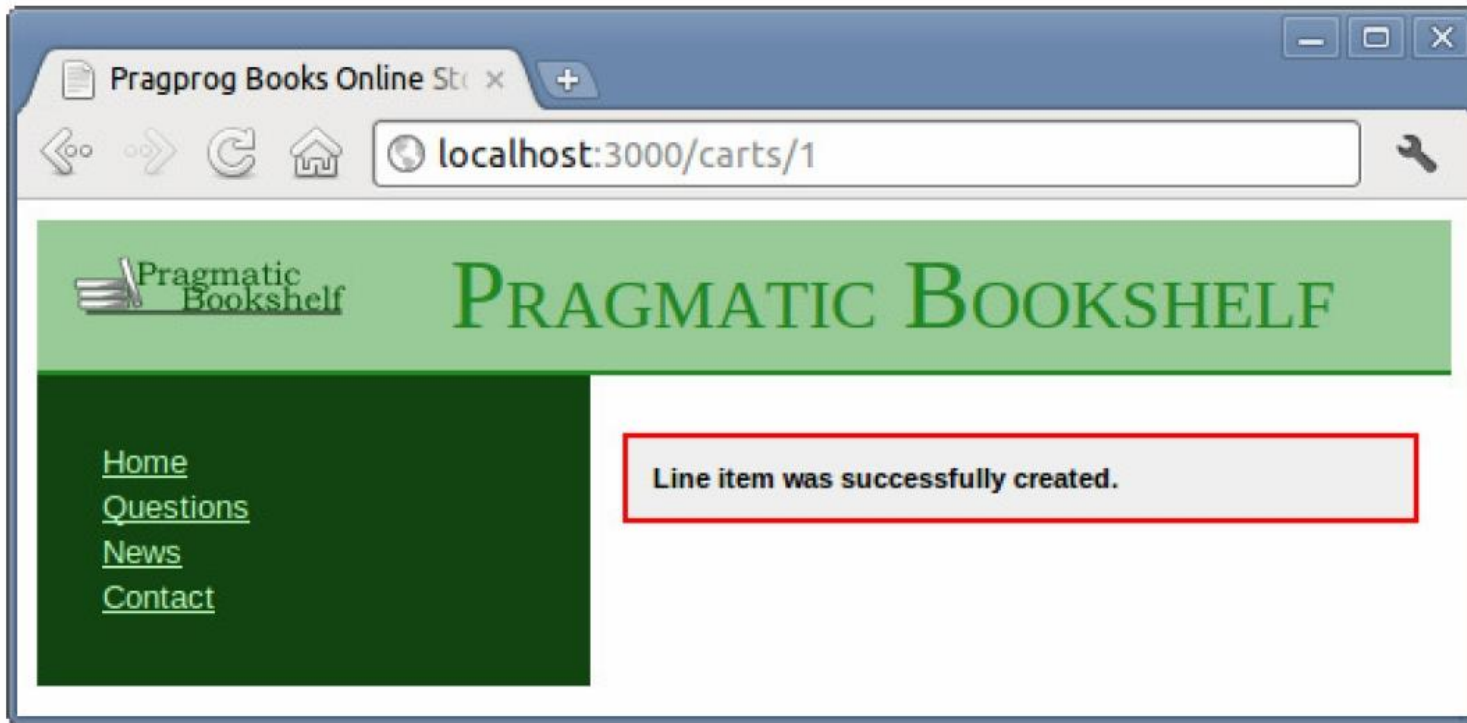 Pragprog Books Online Sto
localhost:3000/carts/1
Pragmatic
Bookshelf
PRAGMATIC BOOKSHELF
Home
Questions
News
Contact
Line item was successfully created.